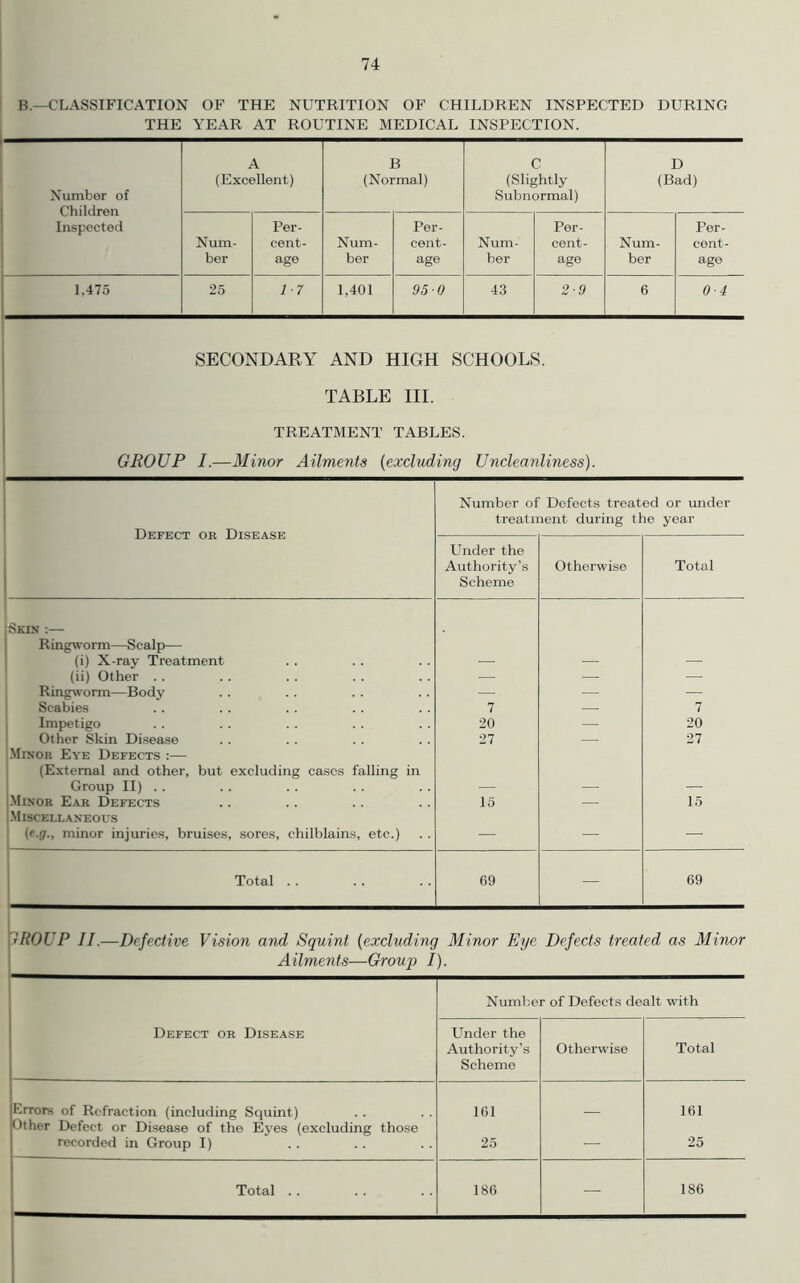 74
B.—CLASSIFICATION OF THE NUTRITION OF CHILDREN INSPECTED DURING
THE YEAR AT ROUTINE MEDICAL INSPECTION.
Number of
Children
Inspected
A
(Excellent)
B
(Normal)
C
(Slightly
Subnormal)
D
(Bad)
Num-
ber
Per-
cent-
age
Num-
ber
Per-
cent-
age
Num-
ber
Per-
cent-
age
Num-
ber
Per-
cent-
age
1,475 25 1·7 1,401 95·0 43 2·9 6 0·4
SECONDARY AND HIGH SCHOOLS.
TABLE III.
TREATMENT TABLES.
GROUP I.—Minor Ailments (excluding Uncleanliness).
DEFECT OR DISEASE
Number of Defects treated or under
treatment during the year
Under the
Authority's
Scheme
Otherwise
Total
SKIN :—
Ringworm—Scalp—
(i) X-ray Treatment . . . . . . — — —
(ii) Other . . . . . . . . . . — — —
Ringworm—Body . . . . . . . . — — —
Scabies . . . . . . . . . . 7 — 7
Impetigo . . . . . . . . . . 20 — 20
Other Skin Disease . . . . . . . . 27 — 27
MINOR EYE DEFECTS :—
(External and other, but excluding cases falling in
Group II) . . . . . . . . . . — — —
MINOR EAR DEFECTS . . . . . . . . 15 — 15
MISCELLANEOUS
(e.g., minor injuries, bruises, sores, chilblains, etc.) . . — — —
Total . . . . . . 69 — 69
GROUP II.—Defective Vision and Squint (excluding Minor Eye Defects treated as Minor
Ailments—Group I).
DEFECT OR DISEASE
Number of Defects dealt with
Under the
Authority's
Scheme
Otherwise
Total
Errors of Refraction (including Squint) . . . . 161 — 161
Other Defect or Disease of the Eyes (excluding those
recorded in Group I) . . . . . . 25 — 25
Total . . . . . . 186 — 186